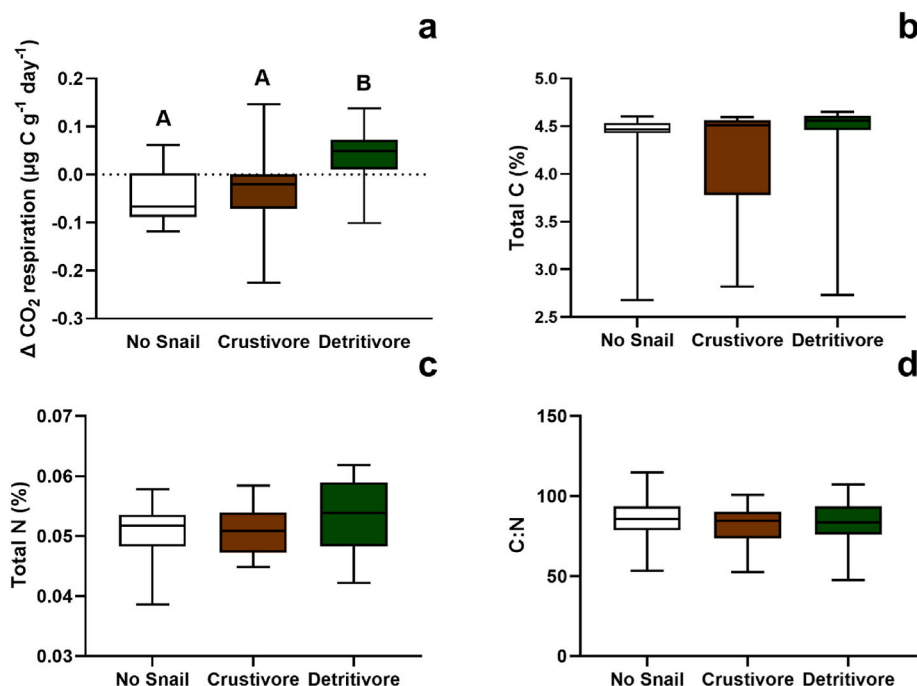 a
Δ CO₂ respiration (µg C g⁻¹ day⁻¹)
0.2
0.1
0.0
-0.1
-0.2
-0.3
A
A
B
No Snail Crustivore Detritivore
b
Total C (%)
5.0
4.5
4.0
3.5
3.0
2.5
No Snail Crustivore Detritivore
c
Total N (%)
0.07
0.06
0.05
0.04
0.03
No Snail Crustivore Detritivore
d
C:N
150
100
50
0
No Snail Crustivore Detritivore